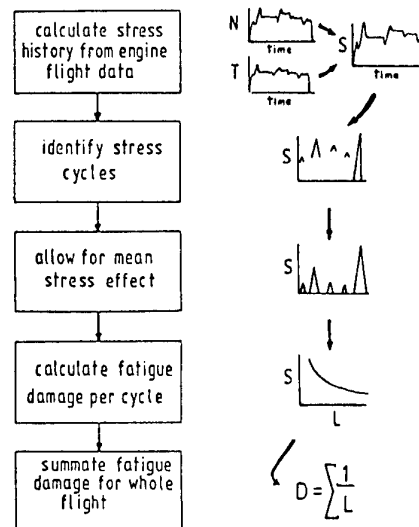 calculate stress
history from engine
flight data
identify stress
cycles
allow for mean
stress effect
calculate fatigue
damage per cycle
summate fatigue
damage for whole
flight
N
time
T
time
S
time
S
S
S
L
D = ∑ 1/L